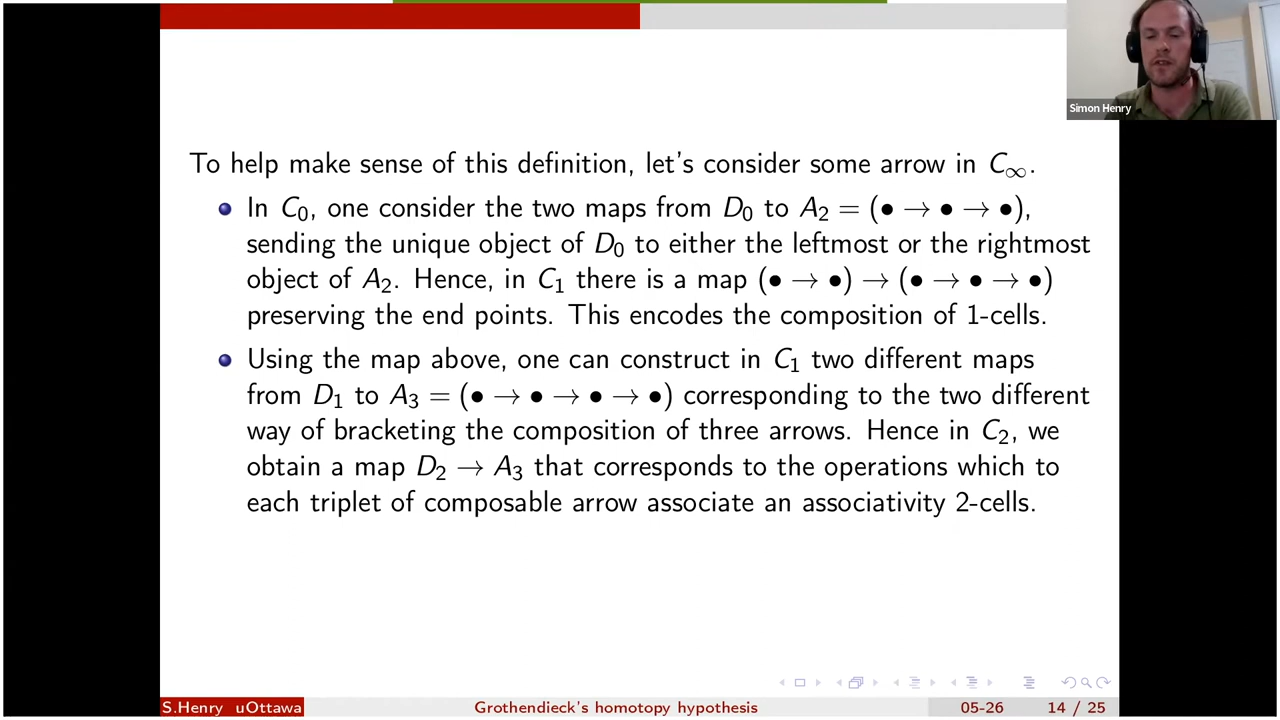 Simon Henry
To help make sense of this definition, let's consider some arrow in C∞.
In C₀, one consider the two maps from D₀ to A₂ = (• → • → •),
sending the unique object of D₀ to either the leftmost or the rightmost
object of A₂. Hence, in C₁ there is a map (• → •) → (• → • → •)
preserving the end points. This encodes the composition of 1-cells.
Using the map above, one can construct in C₁ two different maps
from D₁ to A₃ = (• → • → • → •) corresponding to the two different
way of bracketing the composition of three arrows. Hence in C₂, we
obtain a map D₂ → A₃ that corresponds to the operations which to
each triplet of composable arrow associate an associativity 2-cells.
S.Henry uOttawa Grothendieck's homotopy hypothesis 05-26 14 / 25